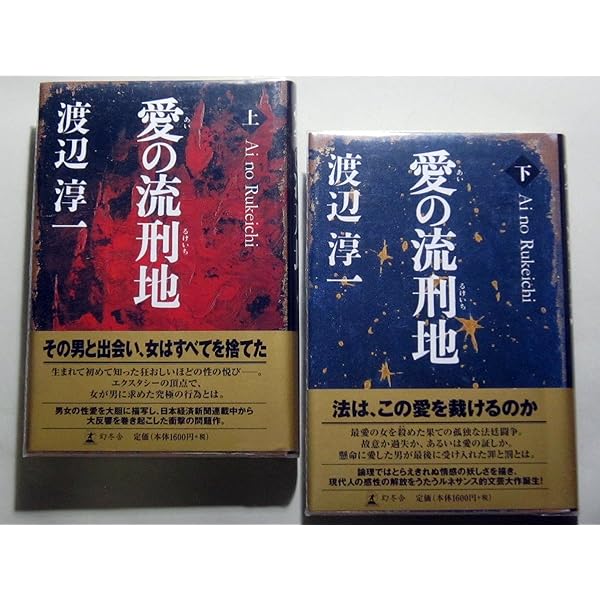 上
Ai no Rukeichi
愛の流刑地
あい
るけいち
渡辺淳一
その男と出会い、女はすべてを捨てた
生まれて初めて知った狂おしいほどの性の悦び――。
エクスタシーの頂点で、
女が男に求めた究極の行為とは。
男女の性愛を大胆に描写し、日本経済新聞連載中から
大反響を巻き起こした衝撃の問題作。
幻冬舎 定価(本体1600円+税)
下
Ai no Rukeichi
愛の流刑地
あい
るけいち
渡辺淳一
法は、この愛を裁けるのか
最愛の女を殺めた果ての孤独な法廷闘争。
故意か過失か、あるいは愛の証しか。
懸命に愛した男が最後に受け入れた罪と罰とは。
論理ではとらえきれぬ情感の妖しさを描き、
現代人の感性の解放をうたうルネサンス的文芸大作誕生!
幻冬舎 定価(本体1600円+税)